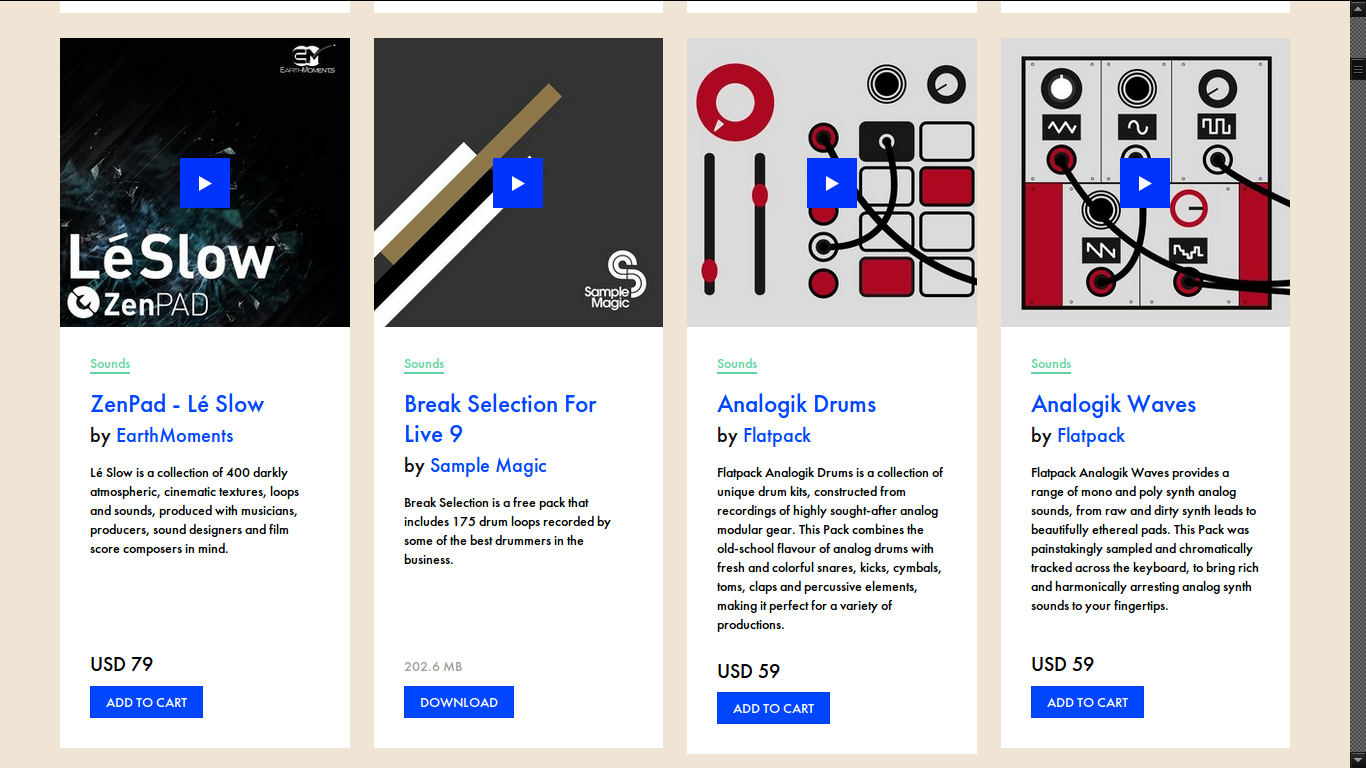 EARTHMOMENTS
LéSlow
ZenPAD
Sounds
ZenPad - Lé Slow
by EarthMoments
Lé Slow is a collection of 400 darkly
atmospheric, cinematic textures, loops
and sounds, produced with musicians,
producers, sound designers and film
score composers in mind.
USD 79
ADD TO CART
Sample
Magic
Sounds
Break Selection For
Live 9
by Sample Magic
Break Selection is a free pack that
includes 175 drum loops recorded by
some of the best drummers in the
business.
202.6 MB
DOWNLOAD
Sounds
Analogik Drums
by Flatpack
Flatpack Analogik Drums is a collection of
unique drum kits, constructed from
recordings of highly sought-after analog
modular gear. This Pack combines the
old-school flavour of analog drums with
fresh and colorful snares, kicks, cymbals,
toms, claps and percussive elements,
making it perfect for a variety of
productions.
USD 59
ADD TO CART
Sounds
Analogik Waves
by Flatpack
Flatpack Analogik Waves provides a
range of mono and poly synth analog
sounds, from raw and dirty synth leads to
beautifully ethereal pads. This Pack was
painstakingly sampled and chromatically
tracked across the keyboard, to bring rich
and harmonically arresting analog synth
sounds to your fingertips.
USD 59
ADD TO CART